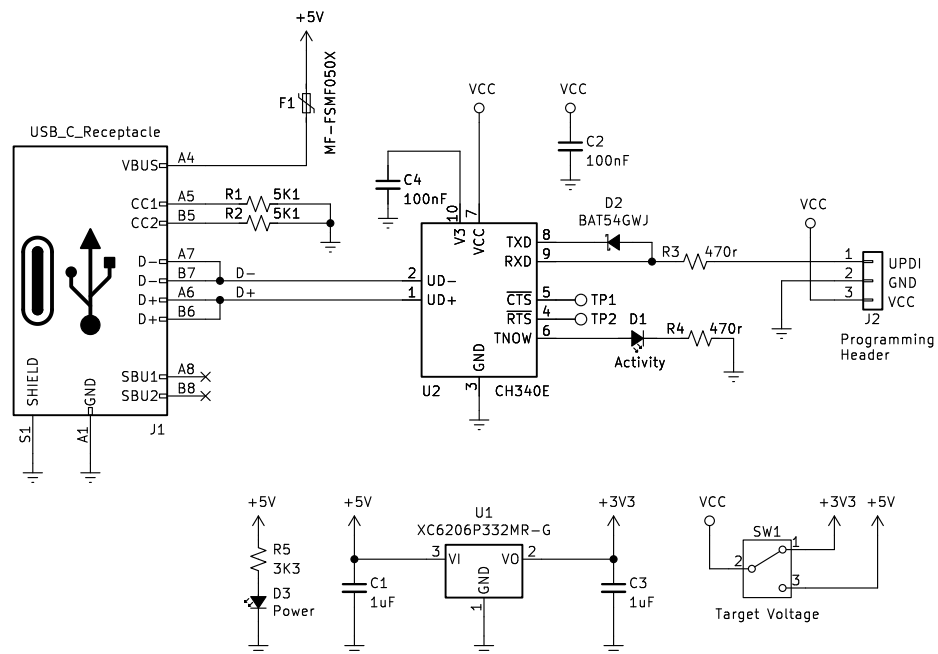 +5V
F1
MF-FSMF050X
USB_C_Receptacle
VBUS
A4
CC1
A5
R1
5K1
CC2
B5
R2
5K1
D-
A7
D-
B7
D-
D+
A6
D+
D+
B6
SBU1
A8
SBU2
B8
SHIELD
GND
S1
A1
J1
VCC
VCC
C2
100nF
C4
100nF
10
7
V3
VCC
2
UD-
1
UD+
TXD
8
RXD
9
CTS
5
TP1
RTS
4
TP2
TNOW
6
GND
3
U2
CH340E
D2
BAT54GWJ
R3
470r
D1
Activity
R4
470r
VCC
1
UPDI
2
GND
3
VCC
J2
Programming
Header
+5V
R5
3K3
D3
Power
+5V
C1
1uF
U1
XC6206P332MR-G
3
VI
VO
2
GND
1
+3V3
C3
1uF
VCC
SW1
+3V3
+5V
1
2
3
Target Voltage